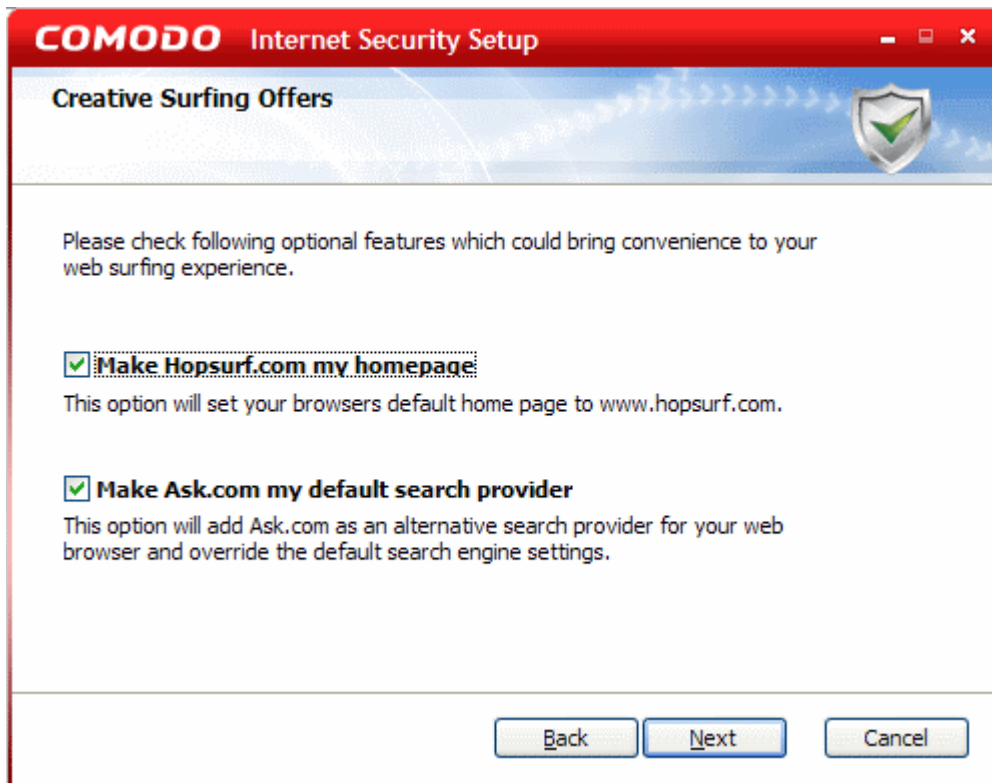 COMODO Internet Security Setup
Creative Surfing Offers
Please check following optional features which could bring convenience to your
web surfing experience.
Make Hopsurf.com my homepage
This option will set your browsers default home page to www.hopsurf.com.
Make Ask.com my default search provider
This option will add Ask.com as an alternative search provider for your web
browser and override the default search engine settings.
Back Next Cancel